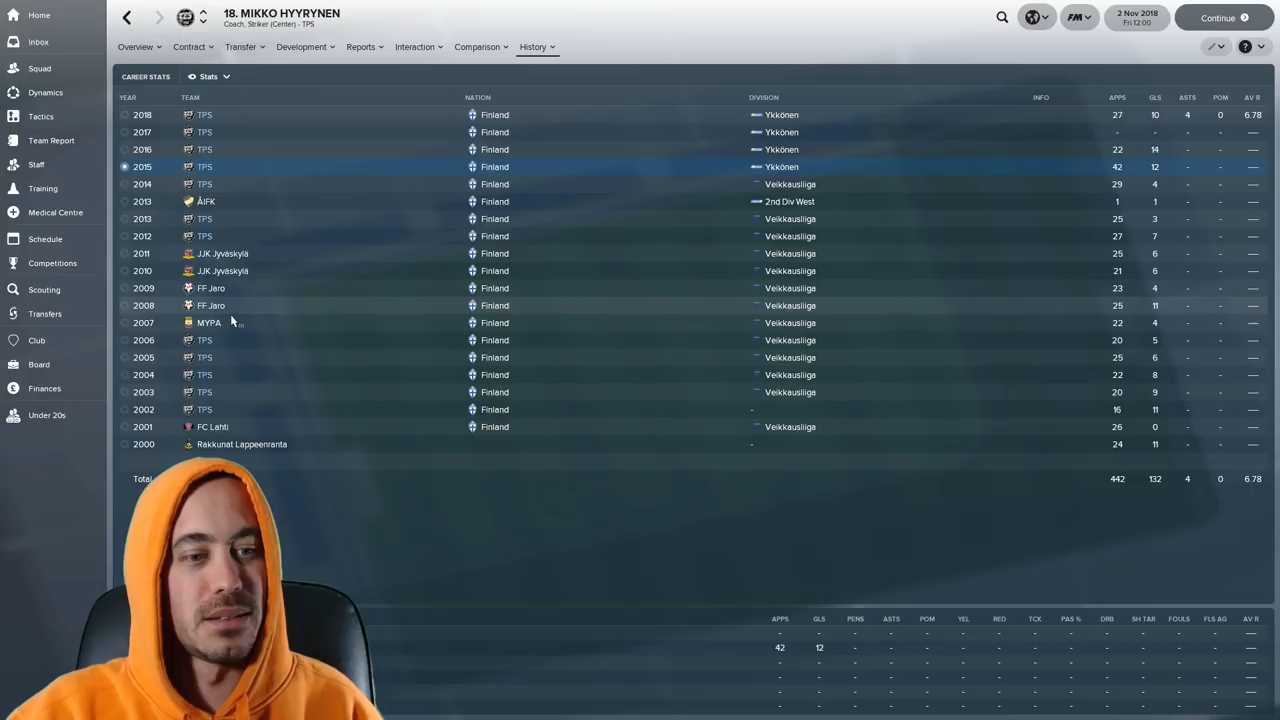 18. MIKKO HYYRYNEN
Coach, Striker (Center) - TPS
FM
2 Nov 2018
Fri 12:00
Continue
Home
Inbox
Squad
Dynamics
Tactics
Team Report
Staff
Training
Medical Centre
Schedule
Competitions
Scouting
Transfers
Club
Board
Finances
Under 20s
Overview Contract Transfer Development Reports Interaction Comparison History ?
CAREER STATS Stats
YEAR TEAM NATION DIVISION INFO APPS GLS ASTS POM AV R
2018 TPS Finland Ykkönen 27 10 4 0 6.78
2017 TPS Finland Ykkönen - - - - ----
2016 TPS Finland Ykkönen 22 14 - - ----
2015 TPS Finland Ykkönen 42 12 - - ----
2014 TPS Finland Veikkausliiga 29 4 - - ----
2013 ÅIFK Finland 2nd Div West 1 1 - - ----
2013 TPS Finland Veikkausliiga 25 3 - - ----
2012 TPS Finland Veikkausliiga 27 7 - - ----
2011 JJK Jyväskylä Finland Veikkausliiga 25 6 - - ----
2010 JJK Jyväskylä Finland Veikkausliiga 21 6 - - ----
2009 FF Jaro Finland Veikkausliiga 23 4 - - ----
2008 FF Jaro Finland Veikkausliiga 25 11 - - ----
2007 MYPA Finland Veikkausliiga 22 4 - - ----
2006 TPS Finland Veikkausliiga 20 5 - - ----
2005 TPS Finland Veikkausliiga 25 6 - - ----
2004 TPS Finland Veikkausliiga 22 8 - - ----
2003 TPS Finland Veikkausliiga 20 9 - - ----
2002 TPS Finland - 16 11 - - ----
2001 FC Lahti Finland Veikkausliiga 26 0 - - ----
2000 Rakkunat Lappeenranta - 24 11 - - ----
Total 442 132 4 0 6.78
APPS GLS PENS ASTS POM YEL RED TCK PAS % DRB SH TAR FOULS FLS AG AV R
- - - - - - - - - - - - - ----
42 12 - - - - - - - - - - - ----
- - - - - - - - - - - - - ----
- - - - - - - - - - - - - ----
- - - - - - - - - - - - - ----
- - - - - - - - - - - - - ----